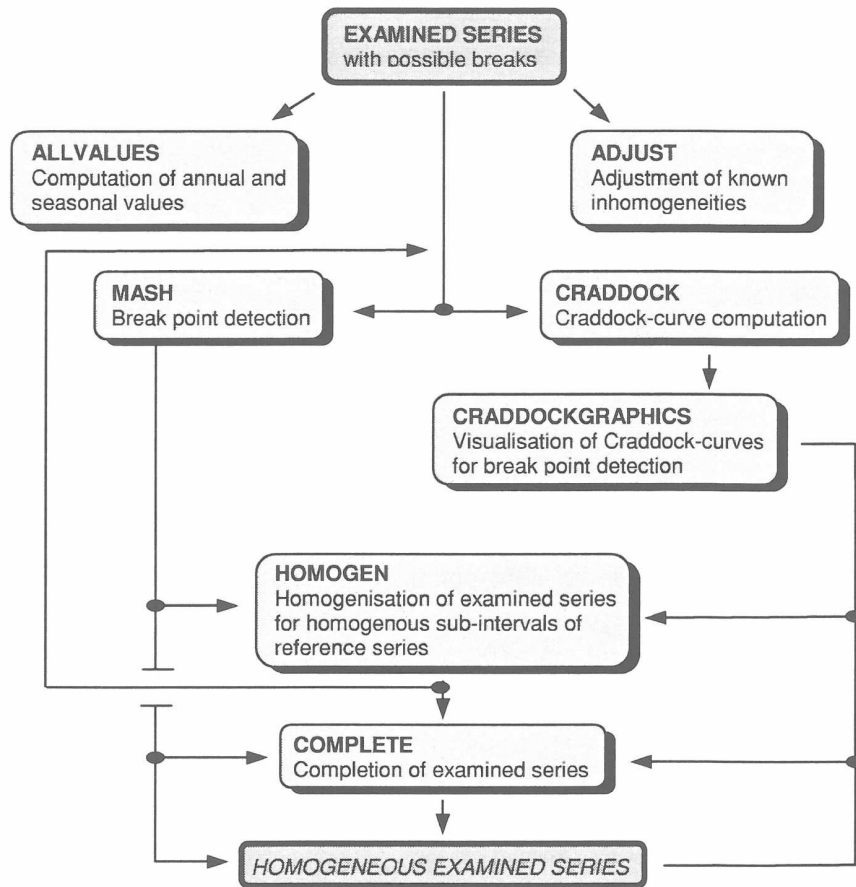 EXAMINED SERIES
with possible breaks
ALLVALUES
Computation of annual and
seasonal values
ADJUST
Adjustment of known
inhomogeneities
MASH
Break point detection
CRADDOCK
Craddock-curve computation
CRADDOCKGRAPHICS
Visualisation of Craddock-curves
for break point detection
HOMOGEN
Homogenisation of examined series
for homogenous sub-intervals of
reference series
COMPLETE
Completion of examined series
HOMOGENEOUS EXAMINED SERIES